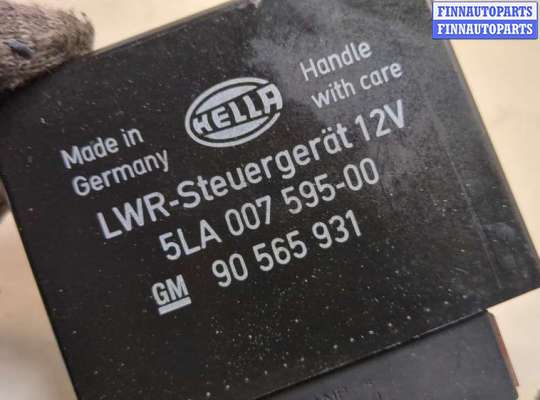 FINNAUTOPARTS
FINNAUTOPARTS
Made in
Germany
HELLA
Handle
with care
LWR-Steuergerät 12V
5LA 007 595-00
GM 90 565 931